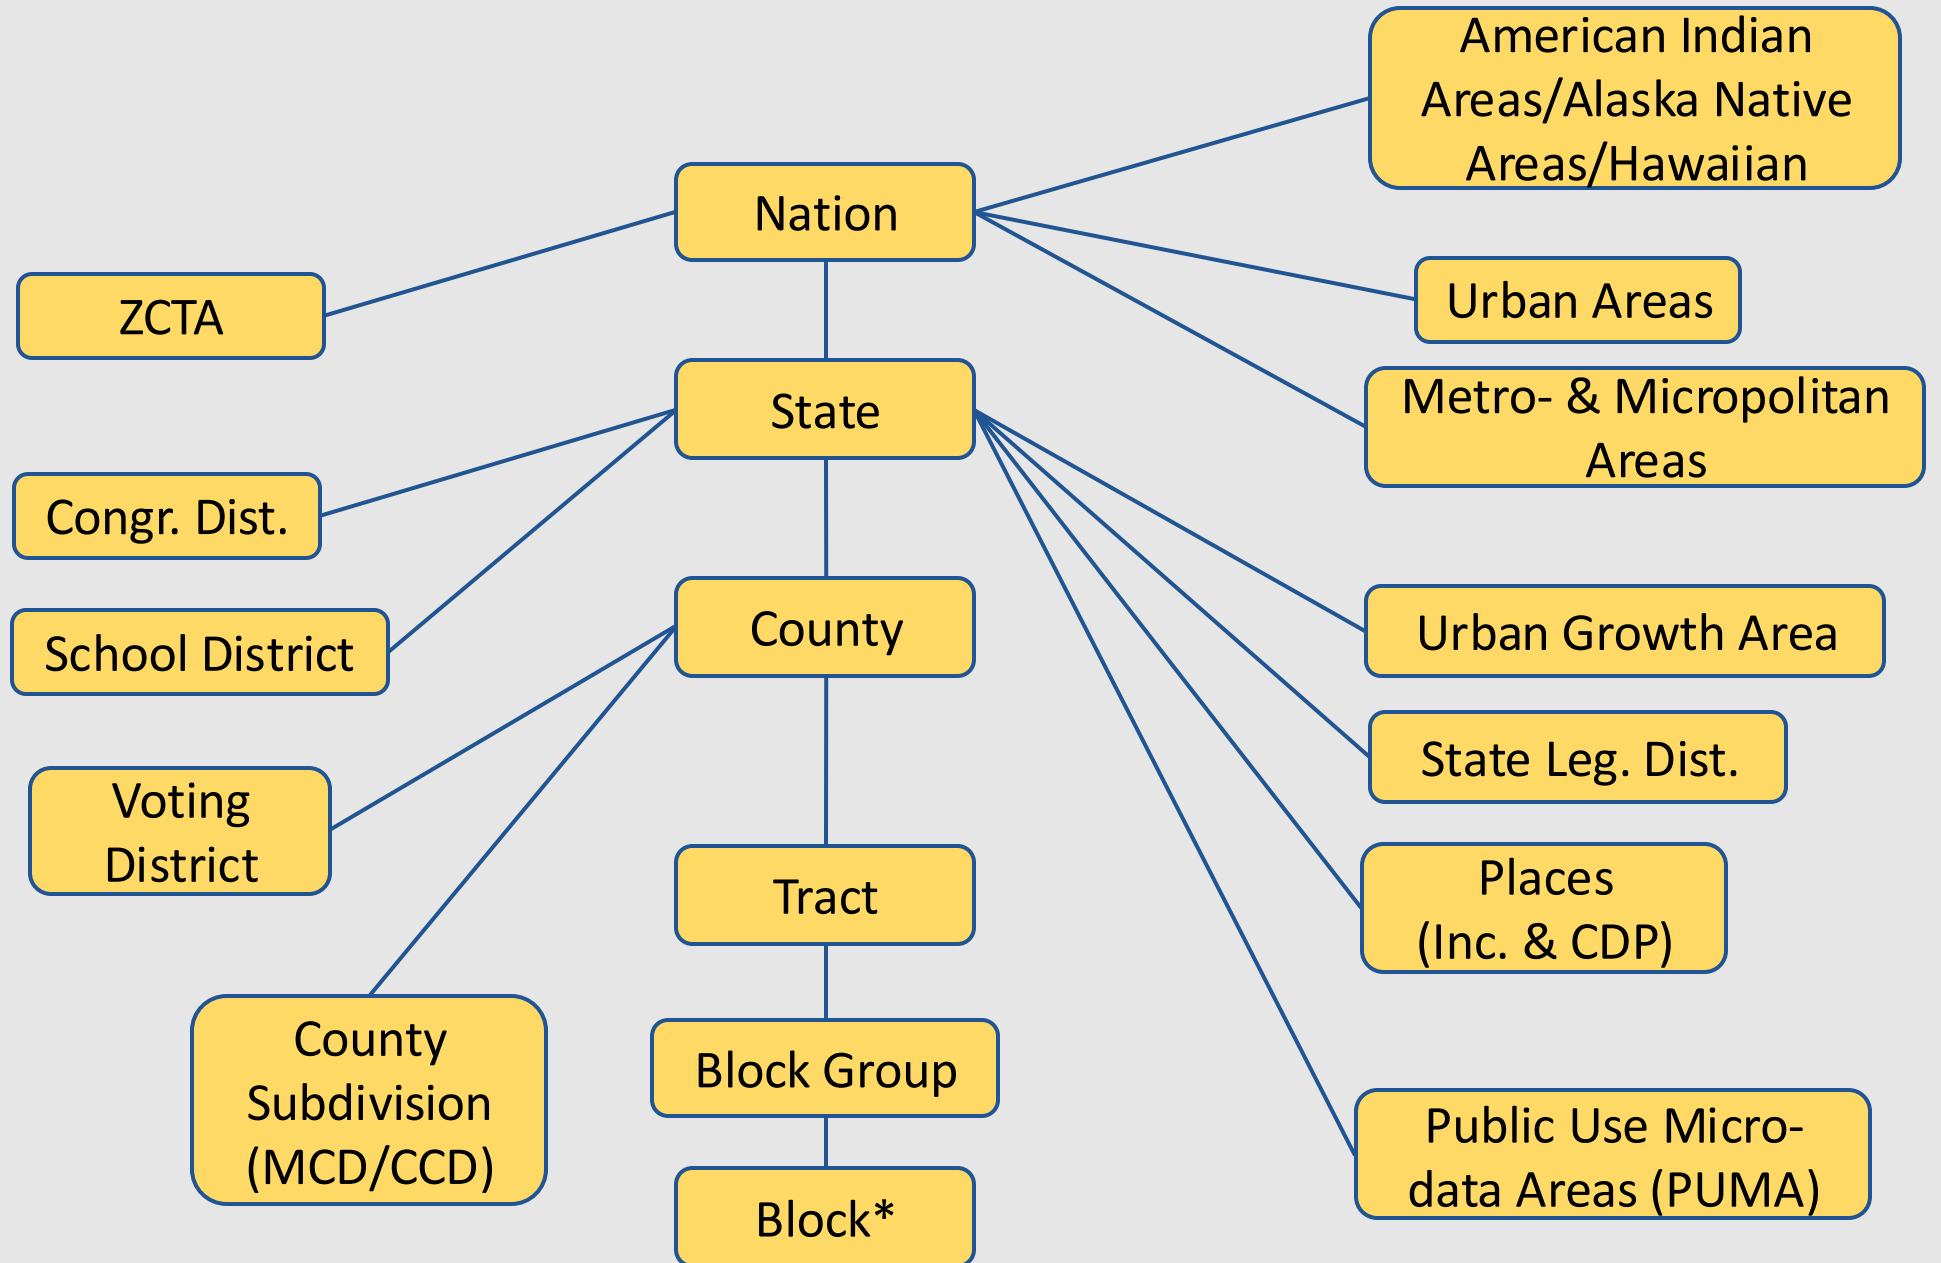 American Indian
Areas/Alaska Native
Areas/Hawaiian
Nation
Urban Areas
ZCTA
Metro- & Micropolitan
Areas
State
Congr. Dist.
School District
County
Urban Growth Area
State Leg. Dist.
Voting
District
Tract
Places
(Inc. & CDP)
County
Subdivision
(MCD/CCD)
Block Group
Public Use Micro-
data Areas (PUMA)
Block*